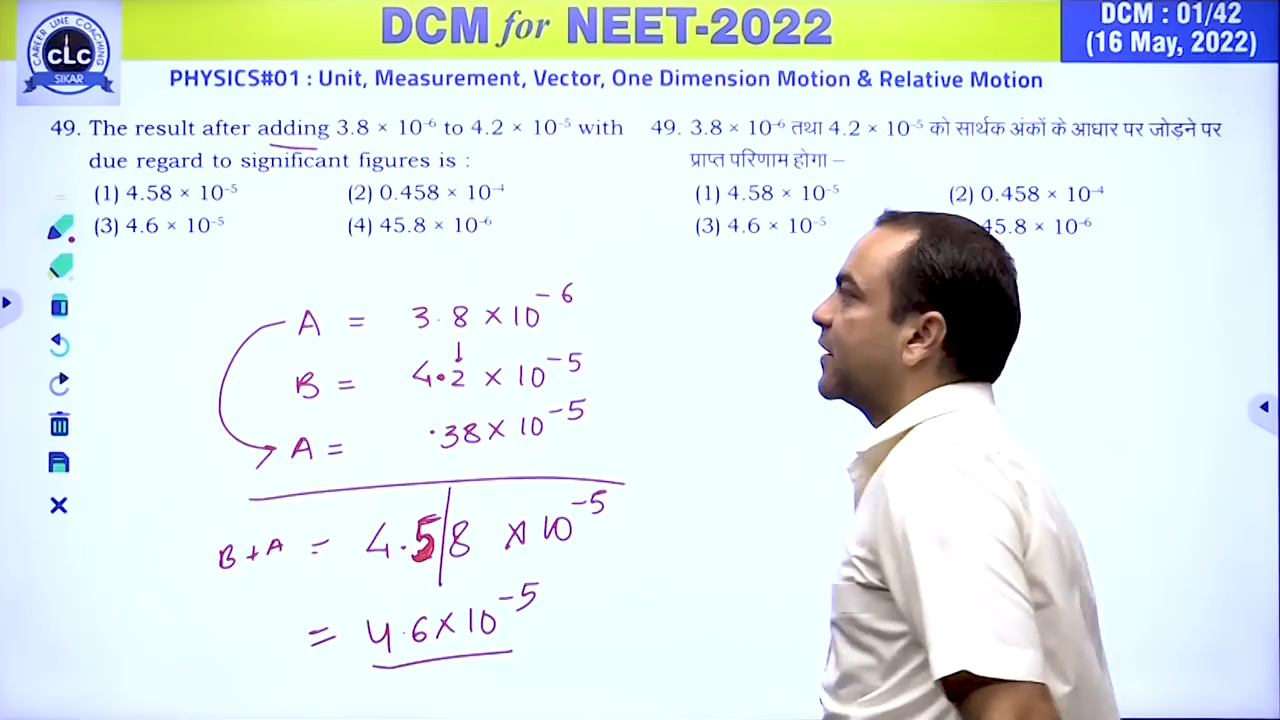 DCM for NEET-2022
DCM : 01/42
(16 May, 2022)
CAREER LINE COACHING
CLC
SIKAR
PHYSICS#01 : Unit, Measurement, Vector, One Dimension Motion & Relative Motion
49. The result after adding 3.8 × 10⁻⁶ to 4.2 × 10⁻⁵ with
due regard to significant figures is :
(1) 4.58 × 10⁻⁵ (2) 0.458 × 10⁻⁴
(3) 4.6 × 10⁻⁵ (4) 45.8 × 10⁻⁶
49. 3.8 × 10⁻⁶ तथा 4.2 × 10⁻⁵ को सार्थक अंकों के आधार पर जोड़ने पर
प्राप्त परिणाम होगा –
(1) 4.58 × 10⁻⁵ (2) 0.458 × 10⁻⁴
(3) 4.6 × 10⁻⁵ 45.8 × 10⁻⁶
A = 3.8 × 10⁻⁶
B = 4.2 × 10⁻⁵
A = .38 × 10⁻⁵
B + A = 4.58 × 10⁻⁵
= 4.6 × 10⁻⁵